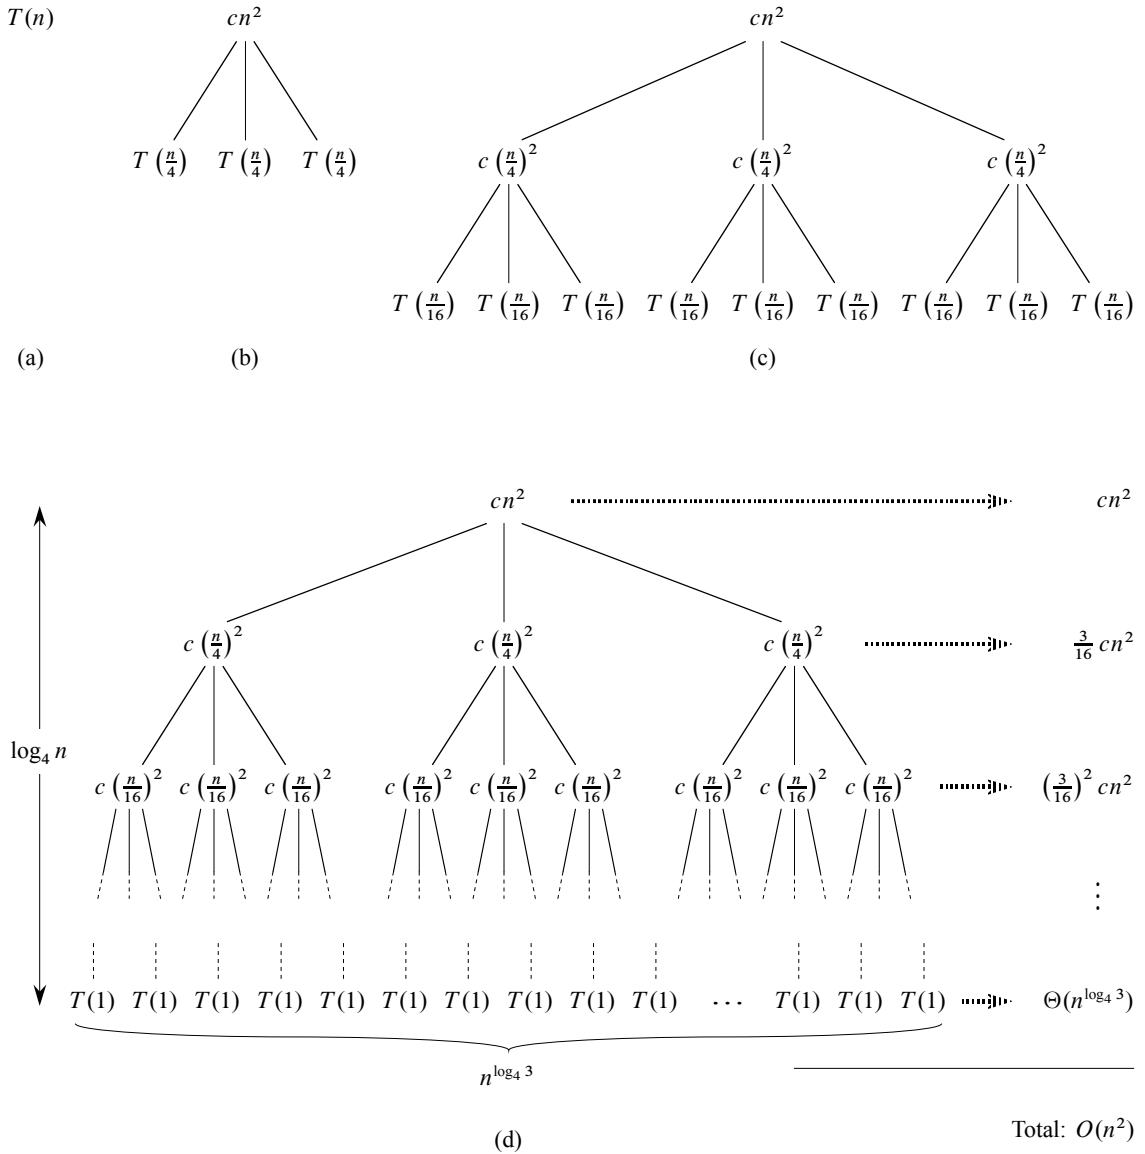 T(n) cn² cn²
T(n/4) T(n/4) T(n/4) c(n/4)² c(n/4)² c(n/4)²
T(n/16) T(n/16) T(n/16) T(n/16) T(n/16) T(n/16) T(n/16) T(n/16) T(n/16)
(a) (b) (c)
cn² cn²
c(n/4)² c(n/4)² c(n/4)² 3/16 cn²
log₄ n
c(n/16)² c(n/16)² c(n/16)² c(n/16)² c(n/16)² c(n/16)² c(n/16)² c(n/16)² c(n/16)² (3/16)² cn²
⋮
T(1) T(1) T(1) T(1) T(1) T(1) T(1) T(1) T(1) T(1) … T(1) T(1) T(1) Θ(n^{log₄ 3})
n^{log₄ 3}
(d) Total: O(n²)